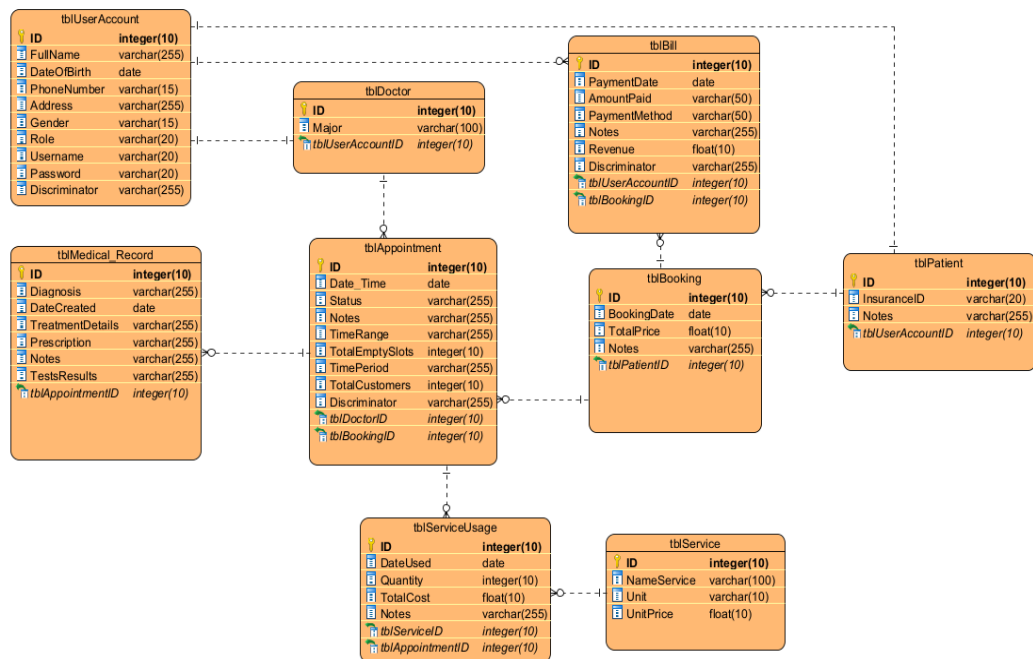 tblUserAccount
ID integer(10)
FullName varchar(255)
DateOfBirth date
PhoneNumber varchar(15)
Address varchar(255)
Gender varchar(15)
Role varchar(20)
Username varchar(20)
Password varchar(20)
Discriminator varchar(255)
tblDoctor
ID integer(10)
Major varchar(100)
tblUserAccountID integer(10)
tblBill
ID integer(10)
PaymentDate date
AmountPaid varchar(50)
PaymentMethod varchar(50)
Notes varchar(255)
Revenue float(10)
Discriminator varchar(255)
tblUserAccountID integer(10)
tblBookingID integer(10)
tblMedical_Record
ID integer(10)
Diagnosis varchar(255)
DateCreated date
TreatmentDetails varchar(255)
Prescription varchar(255)
Notes varchar(255)
TestsResults varchar(255)
tblAppointmentID integer(10)
tblAppointment
ID integer(10)
Date_Time date
Status varchar(255)
Notes varchar(255)
TimeRange varchar(255)
TotalEmptySlots integer(10)
TimePeriod varchar(255)
TotalCustomers integer(10)
Discriminator varchar(255)
tblDoctorID integer(10)
tblBookingID integer(10)
tblBooking
ID integer(10)
BookingDate date
TotalPrice float(10)
Notes varchar(255)
tblPatientID integer(10)
tblPatient
ID integer(10)
InsuranceID varchar(20)
Notes varchar(255)
tblUserAccountID integer(10)
tblServiceUsage
ID integer(10)
DateUsed date
Quantity integer(10)
TotalCost float(10)
Notes varchar(255)
tblServiceID integer(10)
tblAppointmentID integer(10)
tblService
ID integer(10)
NameService varchar(100)
Unit varchar(10)
UnitPrice float(10)